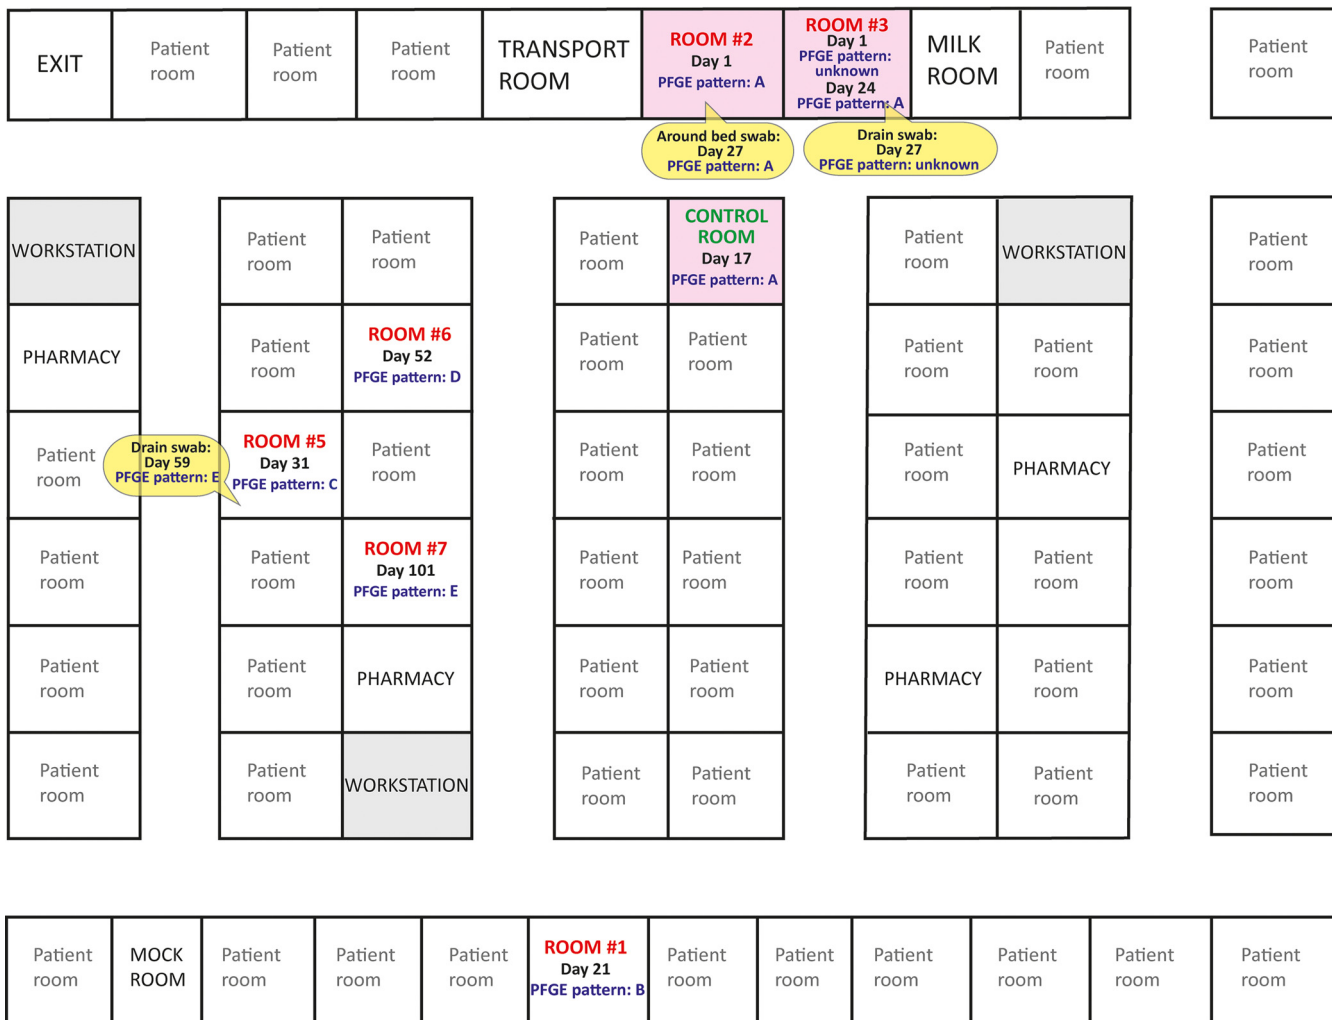 EXIT
Patient
room
Patient
room
Patient
room
TRANSPORT
ROOM
ROOM #2
Day 1
PFGE pattern: A
ROOM #3
Day 1
PFGE pattern:
unknown
Day 24
PFGE pattern: A
MILK
ROOM
Patient
room
Patient
room
Around bed swab:
Day 27
PFGE pattern: A
Drain swab:
Day 27
PFGE pattern: unknown
WORKSTATION
Patient
room
Patient
room
Patient
room
CONTROL
ROOM
Day 17
PFGE pattern: A
Patient
room
WORKSTATION
Patient
room
PHARMACY
Patient
room
ROOM #6
Day 52
PFGE pattern: D
Patient
room
Patient
room
Patient
room
Patient
room
Patient
room
Patient
room
Drain swab:
Day 59
PFGE pattern: E
ROOM #5
Day 31
PFGE pattern: C
Patient
room
Patient
room
Patient
room
Patient
room
PHARMACY
Patient
room
Patient
room
Patient
room
ROOM #7
Day 101
PFGE pattern: E
Patient
room
Patient
room
Patient
room
Patient
room
Patient
room
Patient
room
Patient
room
PHARMACY
Patient
room
Patient
room
PHARMACY
Patient
room
Patient
room
Patient
room
Patient
room
WORKSTATION
Patient
room
Patient
room
Patient
room
Patient
room
Patient
room
Patient
room
MOCK
ROOM
Patient
room
Patient
room
Patient
room
ROOM #1
Day 21
PFGE pattern: B
Patient
room
Patient
room
Patient
room
Patient
room
Patient
room
Patient
room